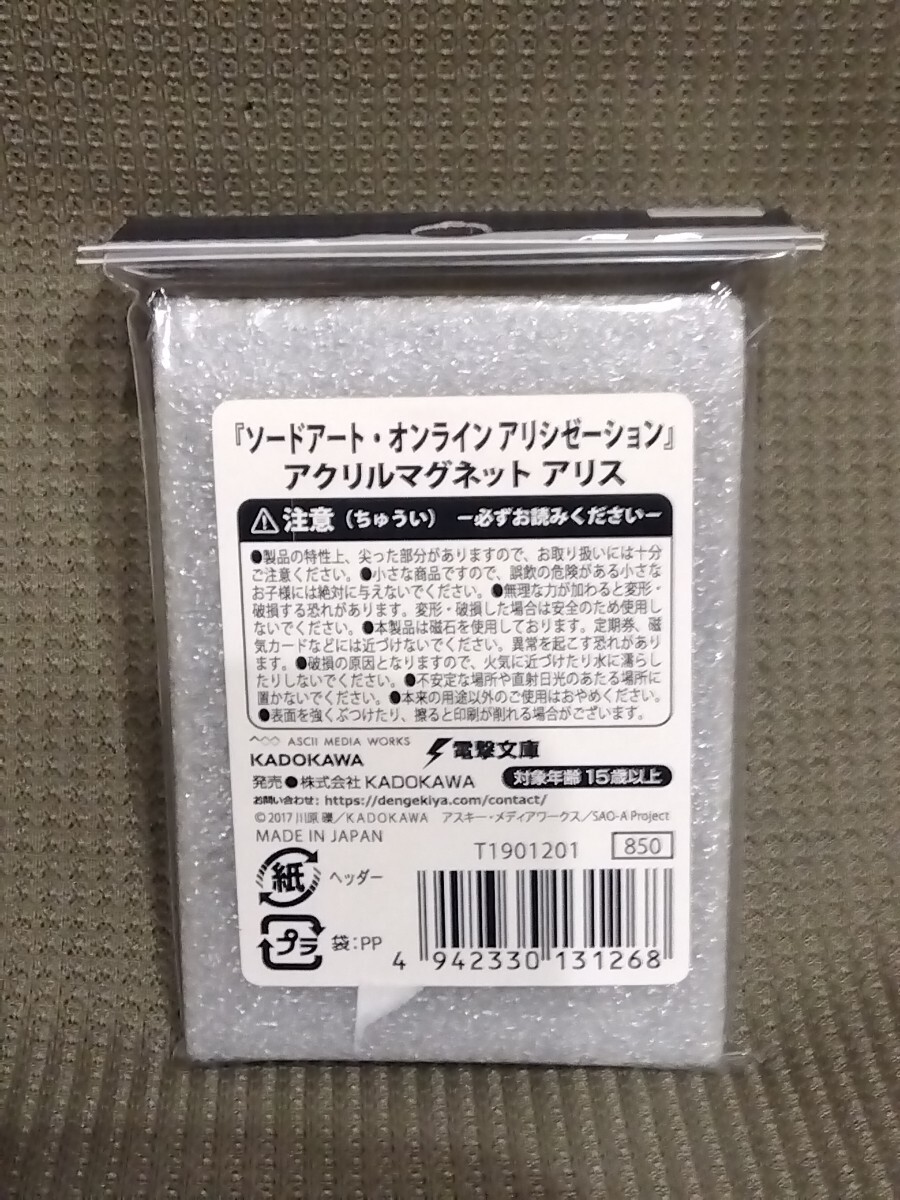 『ソードアート・オンライン アリシゼーション』
アクリルマグネット アリス
注意（ちゅうい） ー必ずお読みくださいー
●製品の特性上、尖った部分がありますので、お取り扱いには十分
ご注意ください。●小さな商品ですので、誤飲の危険がある小さな
お子様には絶対に与えないでください。●無理な力が加わると変形・
破損する恐れがあります。変形・破損した場合は安全のため使用し
ないでください。●本製品は磁石を使用しております。定期券、磁
気カードなどには近づけないでください。異常を起こす恐れがあり
ます。●破損の原因となりますので、火気に近づけたり水に濡らし
たりしないでください。●不安定な場所や直射日光のあたる場所に
置かないでください。●本来の用途以外のご使用はおやめください。
●表面を強くぶつけたり、擦ると印刷が削れる場合がございます。
ASCII MEDIA WORKS
KADOKAWA
電撃文庫
発売●株式会社 KADOKAWA
対象年齢 15歳以上
お問い合わせ: https://dengekiya.com/contact/
© 2017 川原 礫／KADOKAWA アスキー・メディアワークス／SAO-A Project
MADE IN JAPAN
T1901201
850
紙 ヘッダー
プラ 袋：PP
4 942330 131268